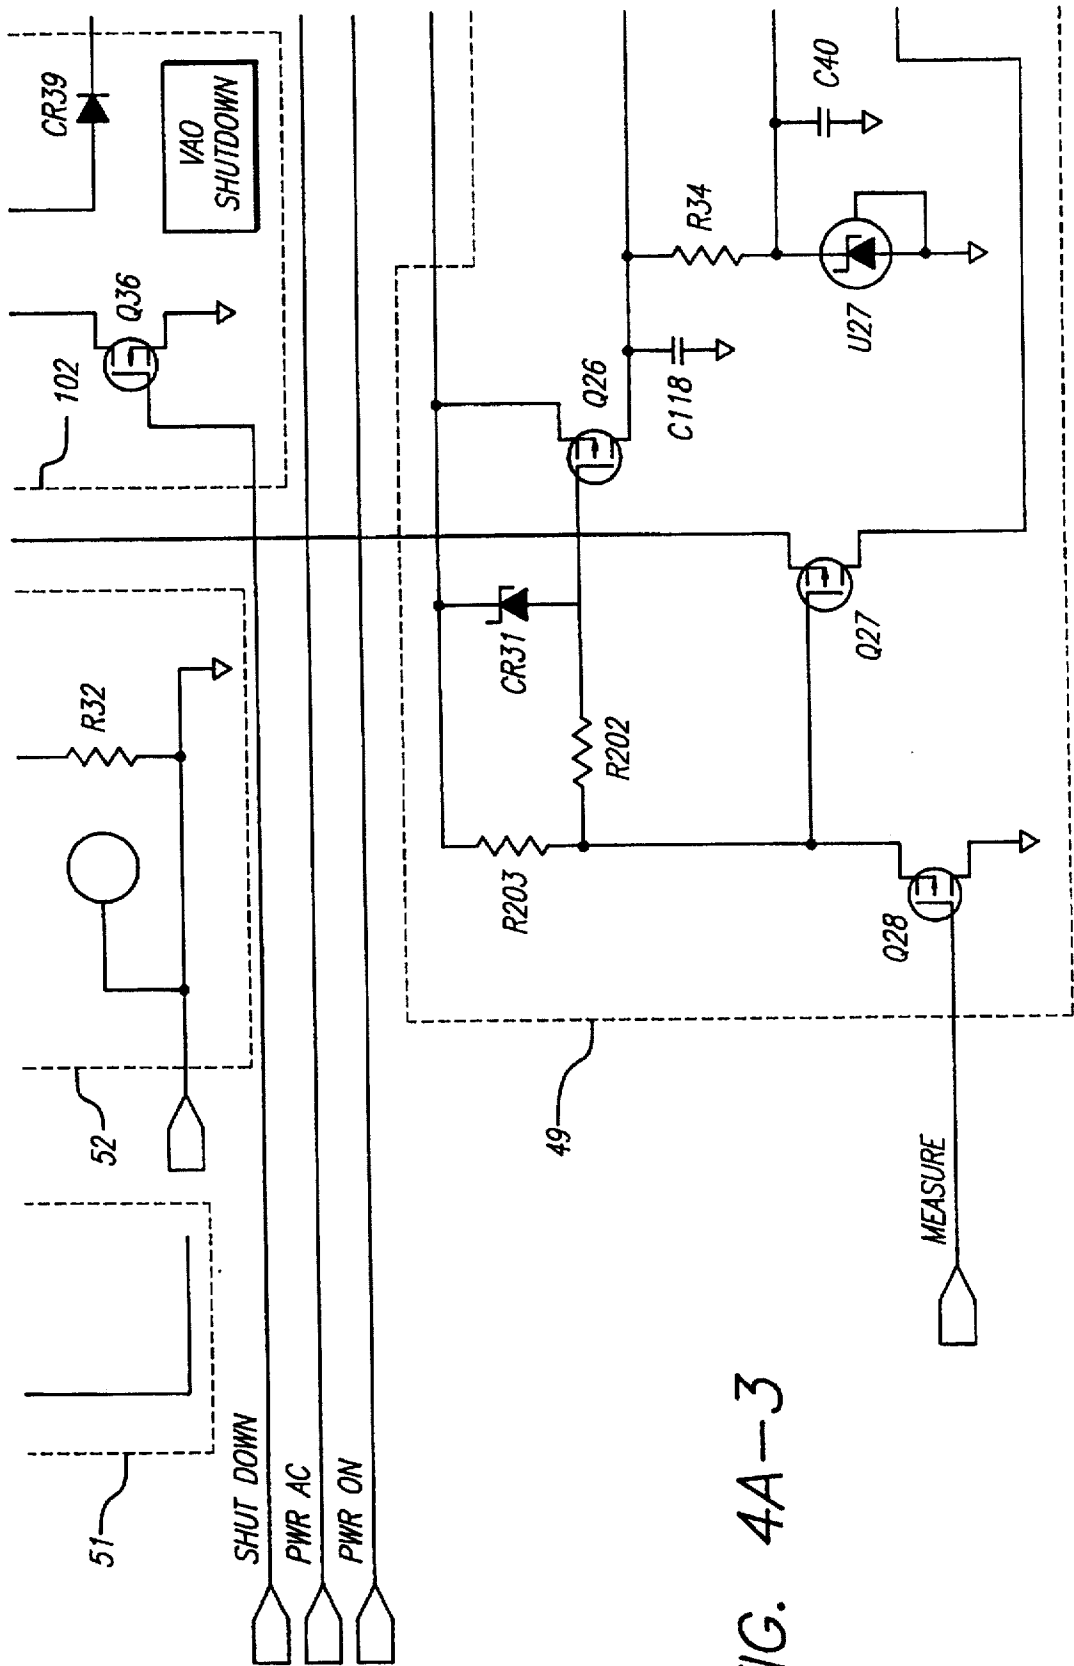 CR39
VAO
SHUTDOWN
Q36
102
R32
52
51
SHUT DOWN
PWR AC
PWR ON
C40
R34
U27
C118
Q26
CR31
R202
R203
Q27
Q28
49
MEASURE
IG. 4A-3